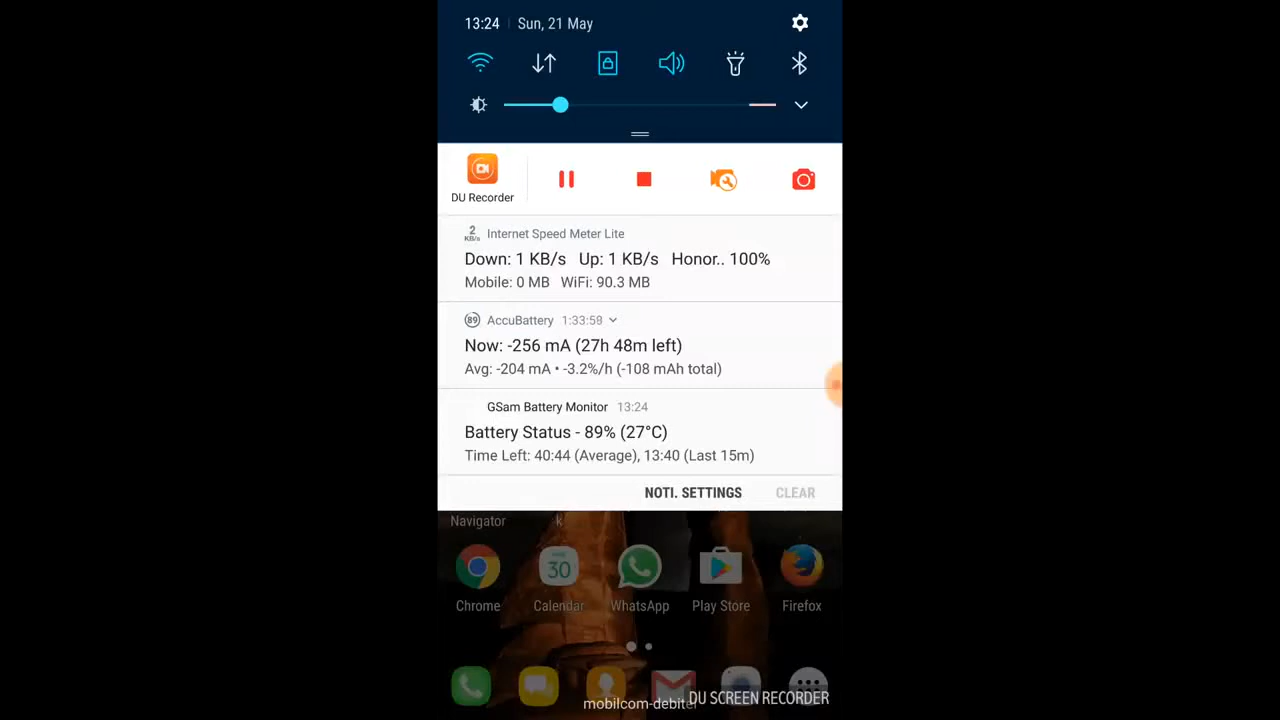 13:24 | Sun, 21 May
DU Recorder
2 KB/s Internet Speed Meter Lite
Down: 1 KB/s Up: 1 KB/s Honor.. 100%
Mobile: 0 MB WiFi: 90.3 MB
89 AccuBattery 1:33:59
Now: -256 mA (27h 48m left)
Avg: -204 mA • -3.2%/h (-108 mAh total)
GSam Battery Monitor 13:24
Battery Status - 89% (27°C)
Time Left: 40:44 (Average), 13:40 (Last 15m)
NOTI. SETTINGS CLEAR
Navigator k
30
Chrome Calendar WhatsApp Play Store Firefox
mobilcom-debitel
DU SCREEN RECORDER